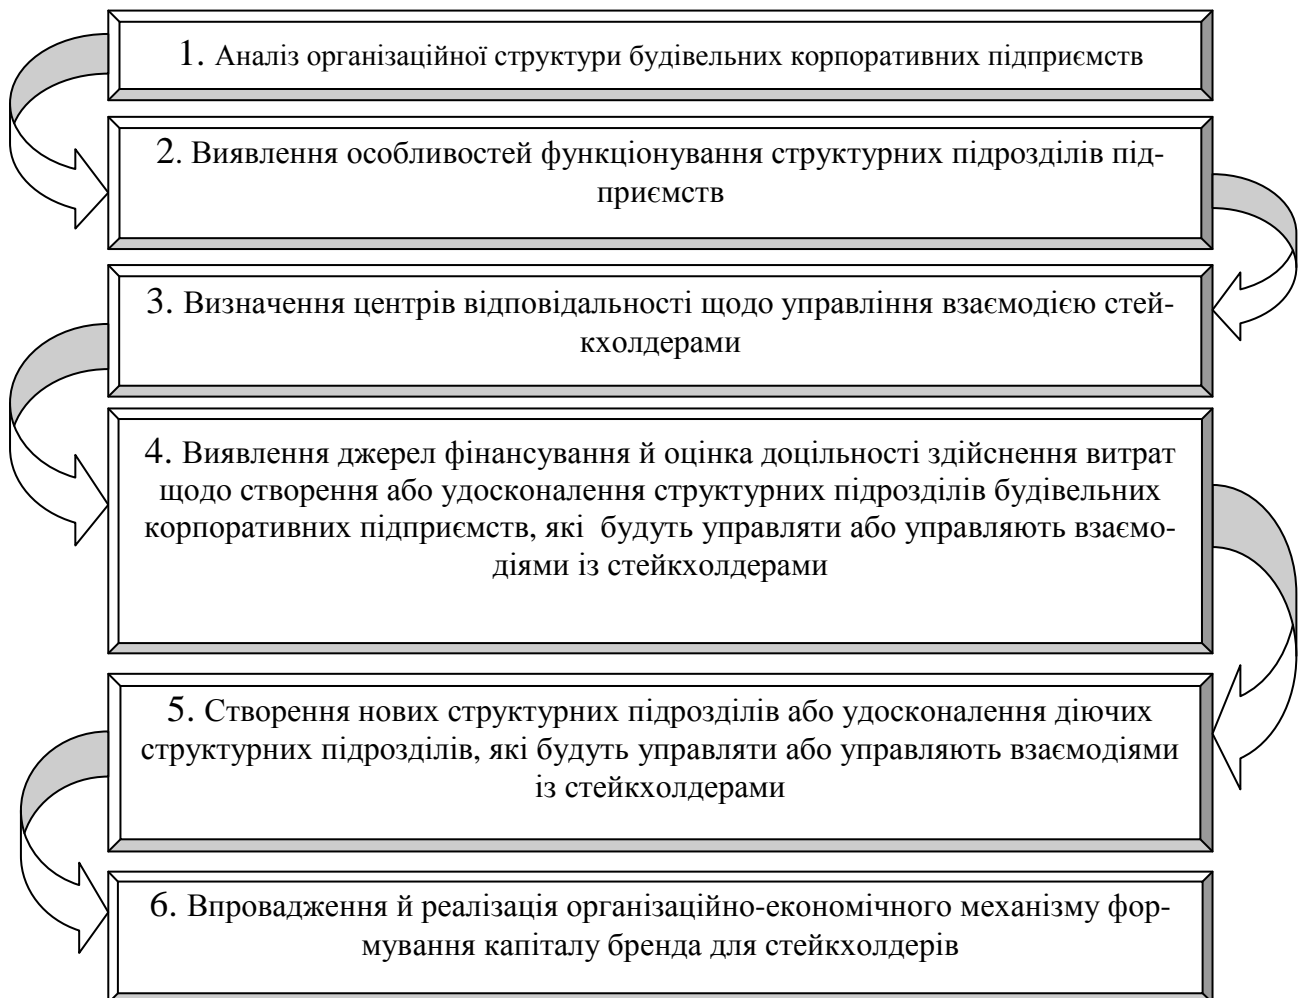 1. Аналіз організаційної структури будівельних корпоративних підприємств
2. Виявлення особливостей функціонування структурних підрозділів під-
приємств
3. Визначення центрів відповідальності щодо управління взаємодією стей-
кхолдерами
4. Виявлення джерел фінансування й оцінка доцільності здійснення витрат
щодо створення або удосконалення структурних підрозділів будівельних
корпоративних підприємств, які будуть управляти або управляють взаємо-
діями із стейкхолдерами
5. Створення нових структурних підрозділів або удосконалення діючих
структурних підрозділів, які будуть управляти або управляють взаємодіями
із стейкхолдерами
6. Впровадження й реалізація організаційно-економічного механізму фор-
мування капіталу бренда для стейкхолдерів